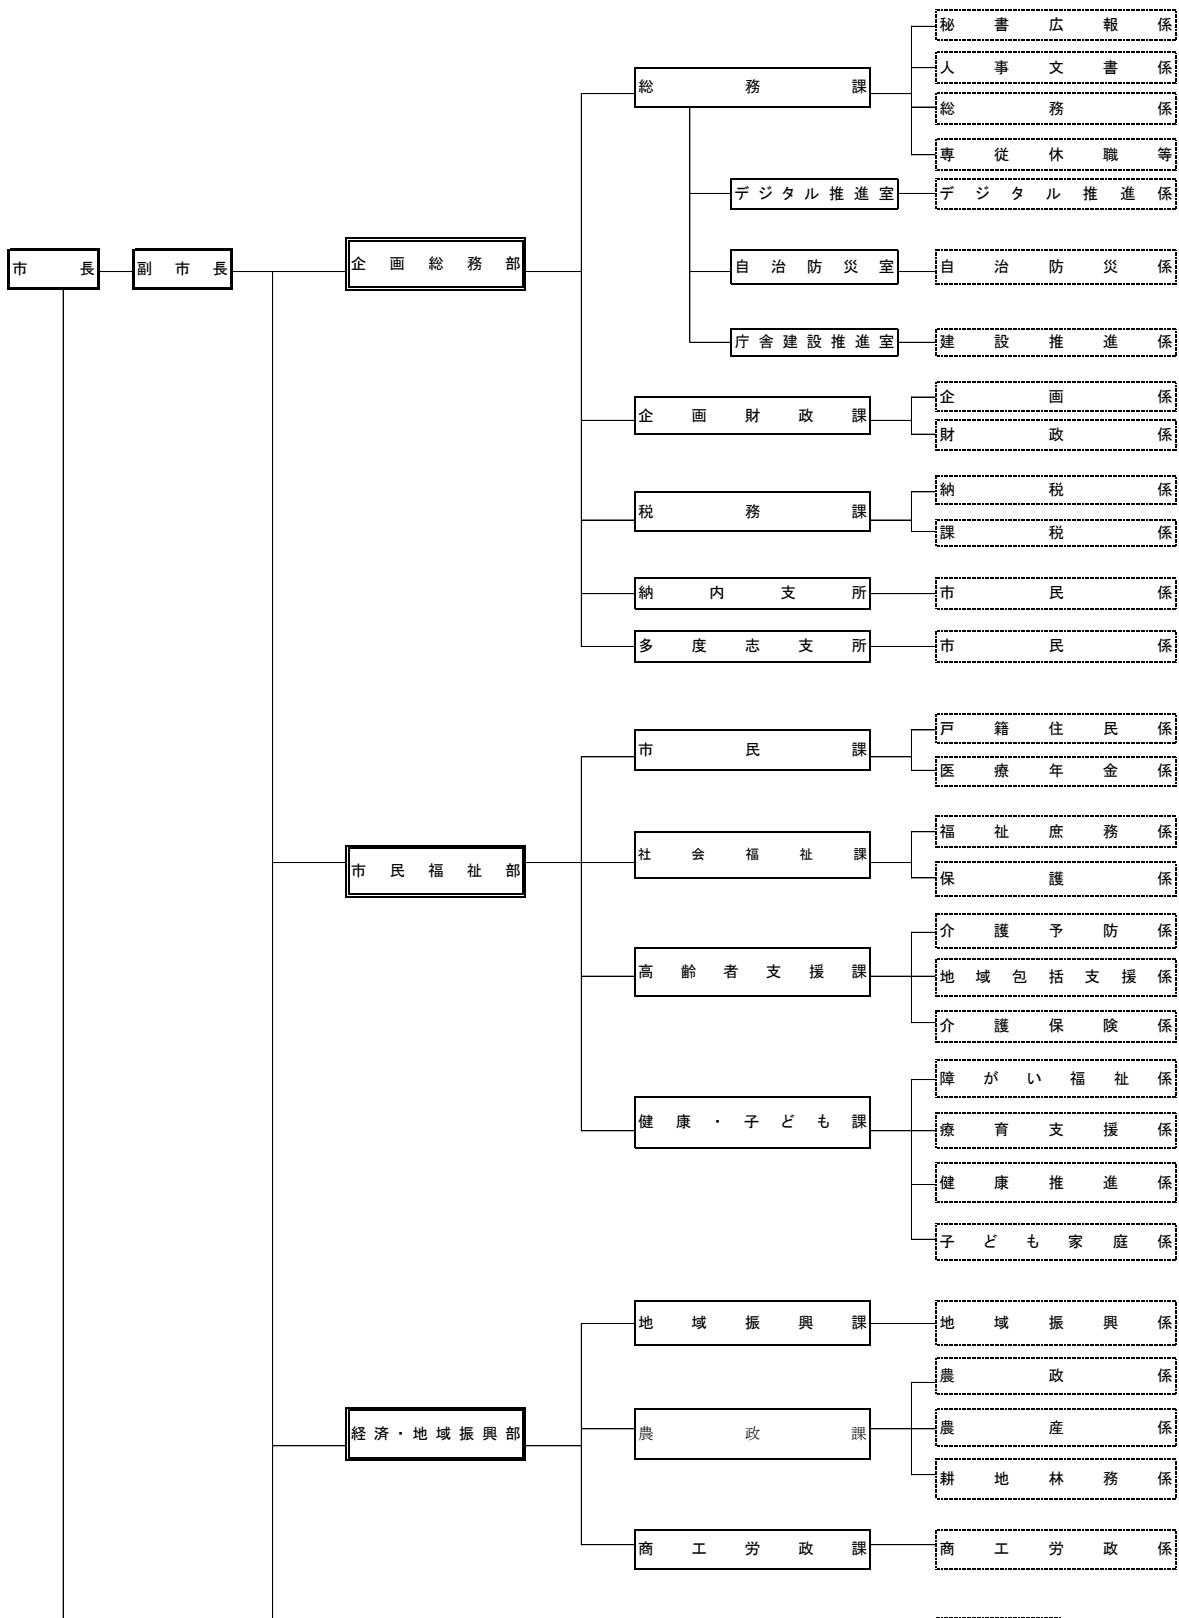 秘書広報係
人事文書係
総務課
総務係
専従休職等
デジタル推進室
デジタル推進係
市長
副市長
企画総務部
自治防災室
自治防災係
庁舎建設推進室
建設推進係
企画財政課
企画係
財政係
税務課
納税係
課税係
納内支所
市民係
多度志支所
市民係
市民課
戸籍住民係
医療年金係
市民福祉部
社会福祉課
福祉庶務係
保護係
高齢者支援課
介護予防係
地域包括支援係
介護保険係
健康・子ども課
障がい福祉係
療育支援係
健康推進係
子ども家庭係
経済・地域振興部
地域振興課
地域振興係
農政課
農政係
農産係
耕地林務係
商工労政課
商工労政係